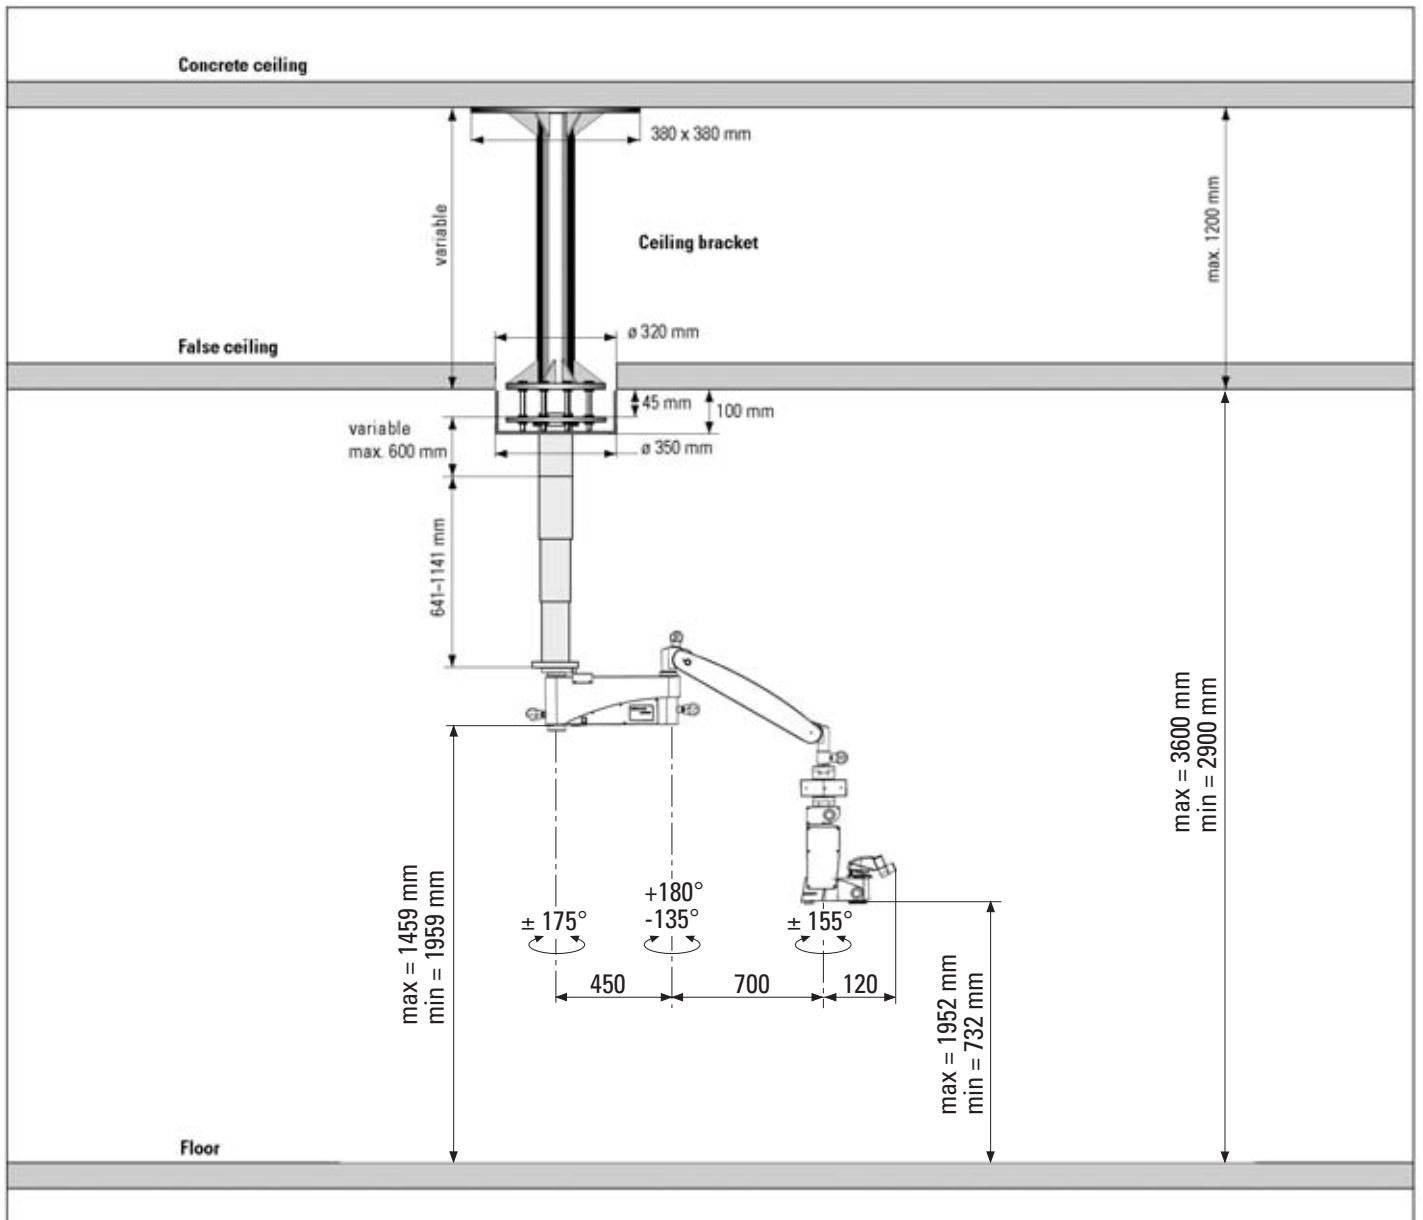 Concrete ceiling
380 x 380 mm
variable
Ceiling bracket
max. 1200 mm
ø 320 mm
False ceiling
45 mm
100 mm
variable
max. 600 mm
ø 350 mm
641–1141 mm
max = 3600 mm
min = 2900 mm
max = 1459 mm
min = 1959 mm
± 175°
+180°
-135°
± 155°
450
700
120
max = 1952 mm
min = 732 mm
Floor